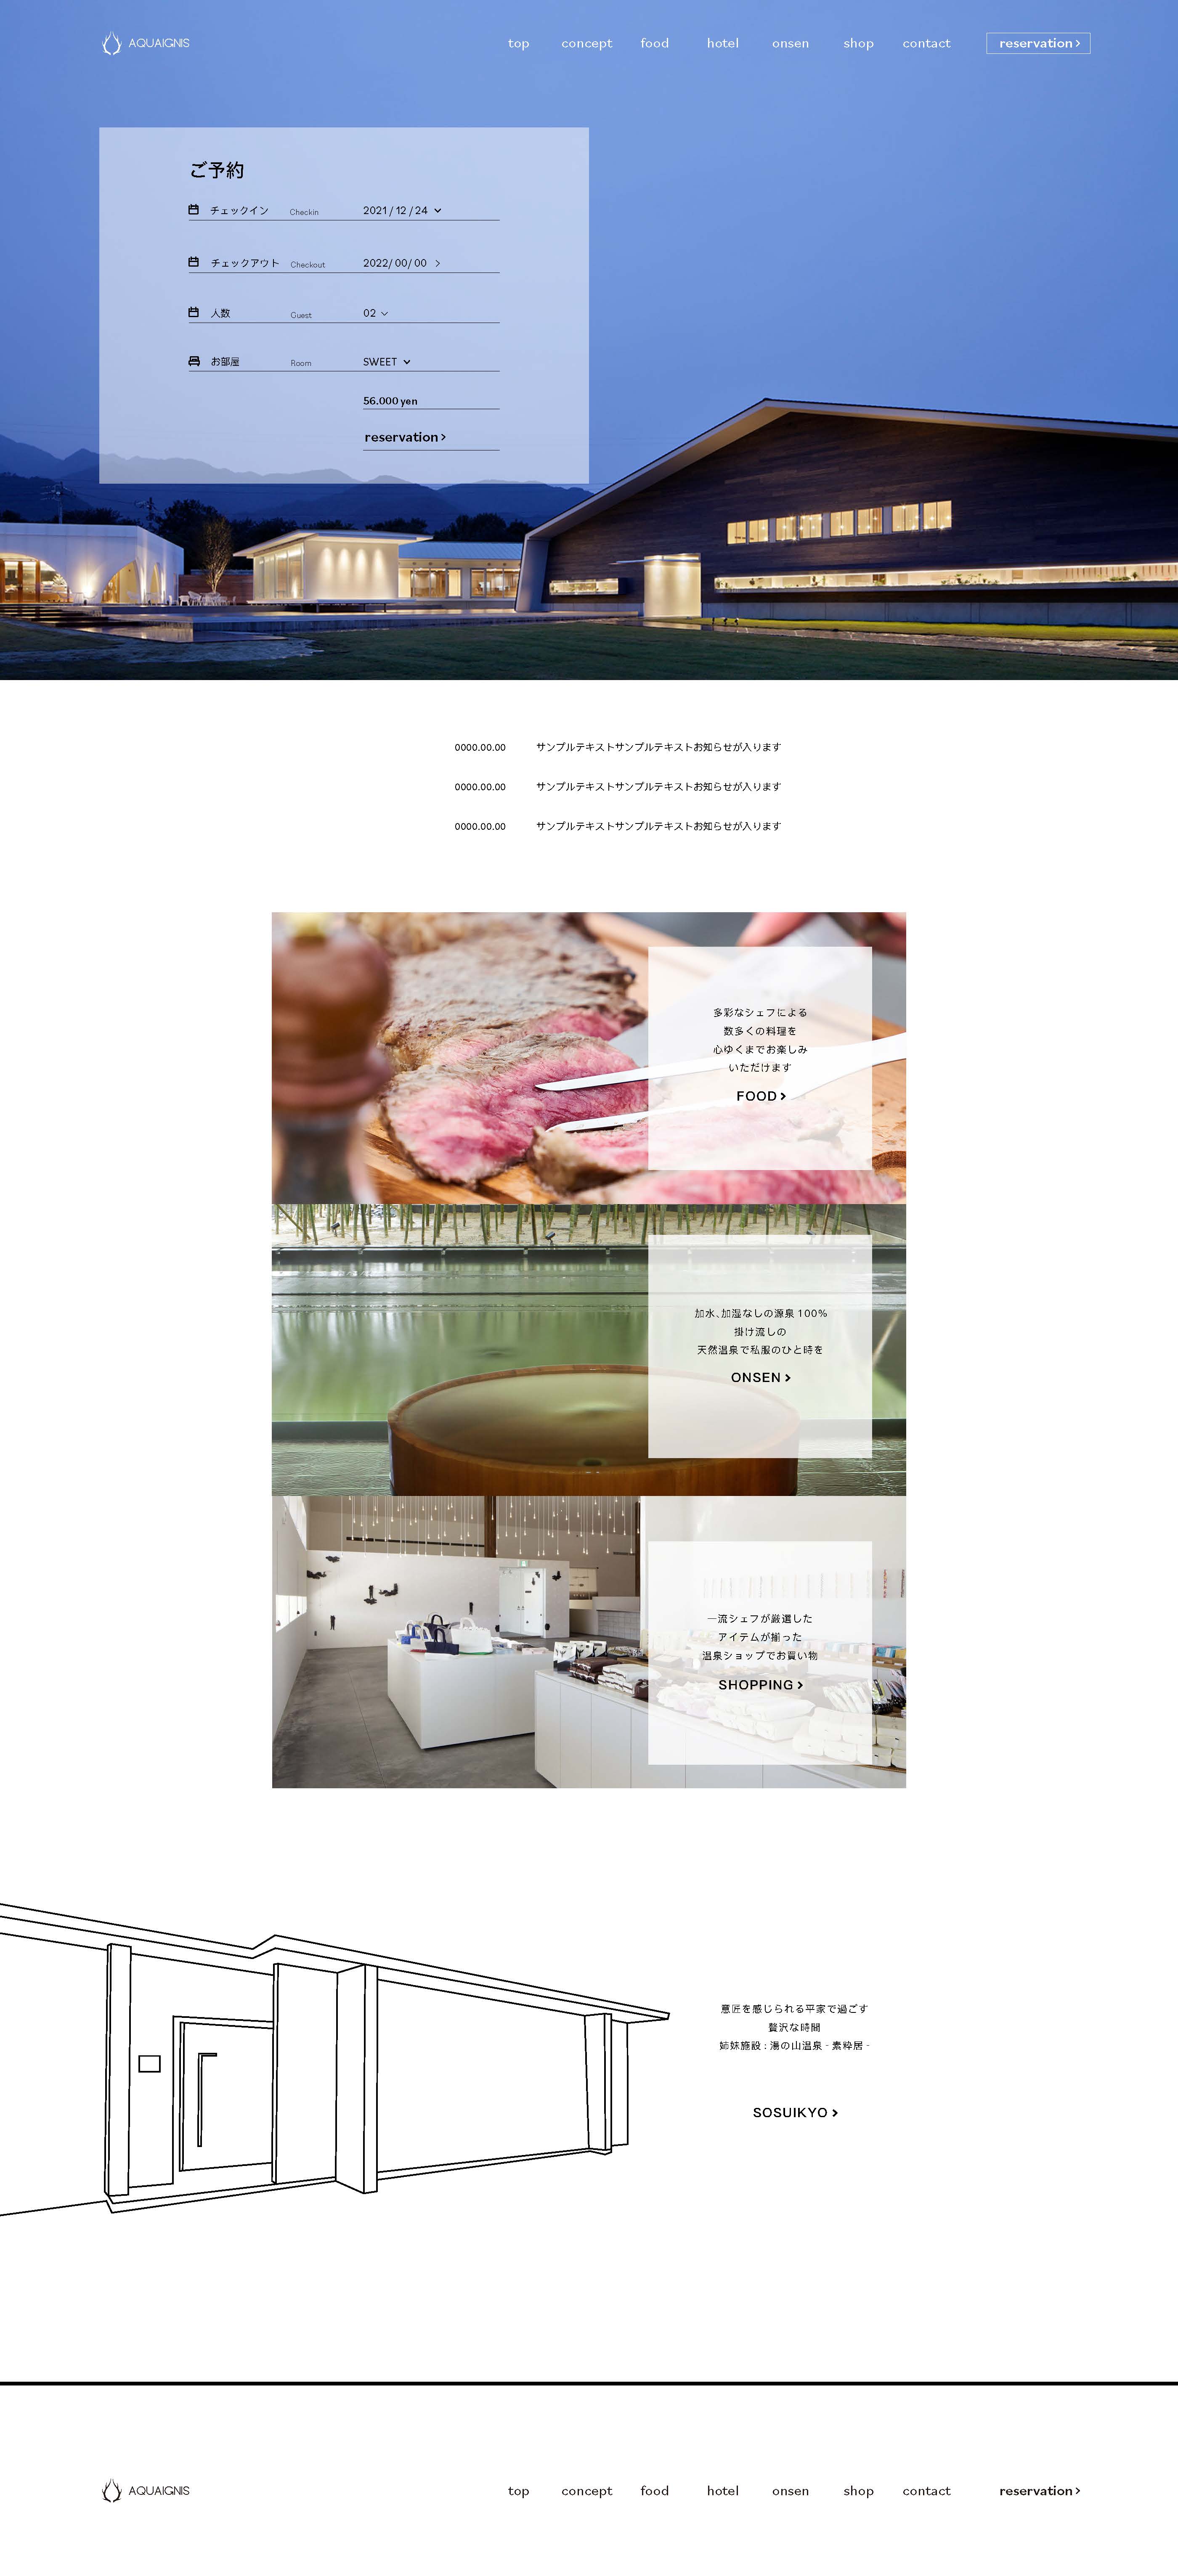 AQUAIGNIS
top concept food hotel onsen shop contact reservation
ご予約
チェックイン Checkin 2021 / 12 / 24
チェックアウト Checkout 2022/ 00/ 00
人数 Guest 02
お部屋 Room SWEET
56.000 yen
reservation
0000.00.00 サンプルテキストサンプルテキストお知らせが入ります
0000.00.00 サンプルテキストサンプルテキストお知らせが入ります
0000.00.00 サンプルテキストサンプルテキストお知らせが入ります
多彩なシェフによる
数多くの料理を
心ゆくまでお楽しみ
いただけます
FOOD
加水、加湿なしの源泉 100%
掛け流しの
天然温泉で私服のひと時を
ONSEN
一流シェフが厳選した
アイテムが揃った
温泉ショップでお買い物
SHOPPING
意匠を感じられる平家で過ごす
贅沢な時間
姉妹施設 : 湯の山温泉 - 素粋居 -
SOSUIKYO
AQUAIGNIS
top concept food hotel onsen shop contact reservation